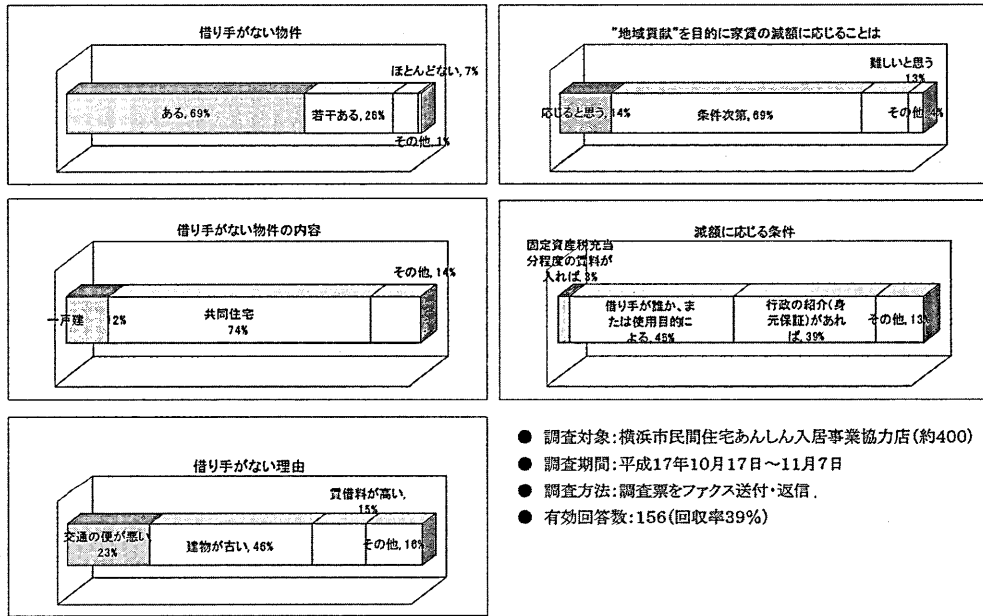 借り手がない物件
ほとんどない, 7%
ある, 69%
若干ある, 26%
その他, 1%
"地域貢献"を目的に家賃の減額に応じることは
難しいと思う
13%
応じると思う, 14%
条件次第, 69%
その他, 4%
借り手がない物件の内容
その他, 14%
一戸建 12%
共同住宅
74%
減額に応じる条件
固定資産税充当
分程度の賃料が
入れば, 3%
借り手が誰か、ま
たは使用目的に
よる, 45%
行政の紹介(身
元保証)があれ
ば, 39%
その他, 13%
借り手がない理由
賃借料が高い,
15%
交通の便が悪い,
23%
建物が古い, 46%
その他, 16%
● 調査対象:横浜市民間住宅あんしん入居事業協力店(約400)
● 調査期間:平成17年10月17日～11月7日
● 調査方法:調査票をファクス送付・返信.
● 有効回答数:156(回収率39%)